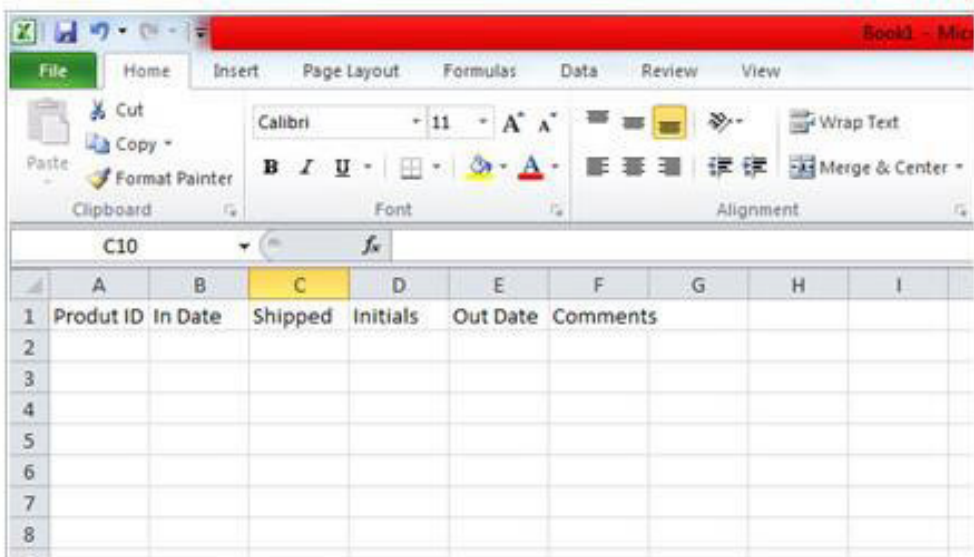 Book1 - Mic
File Home Insert Page Layout Formulas Data Review View
Cut
Calibri 11 A A Wrap Text
Copy
Paste B I U A Merge & Center
Format Painter
Clipboard Font Alignment
C10 fx
A B C D E F G H I
1 Produt ID In Date Shipped Initials Out Date Comments
2
3
4
5
6
7
8